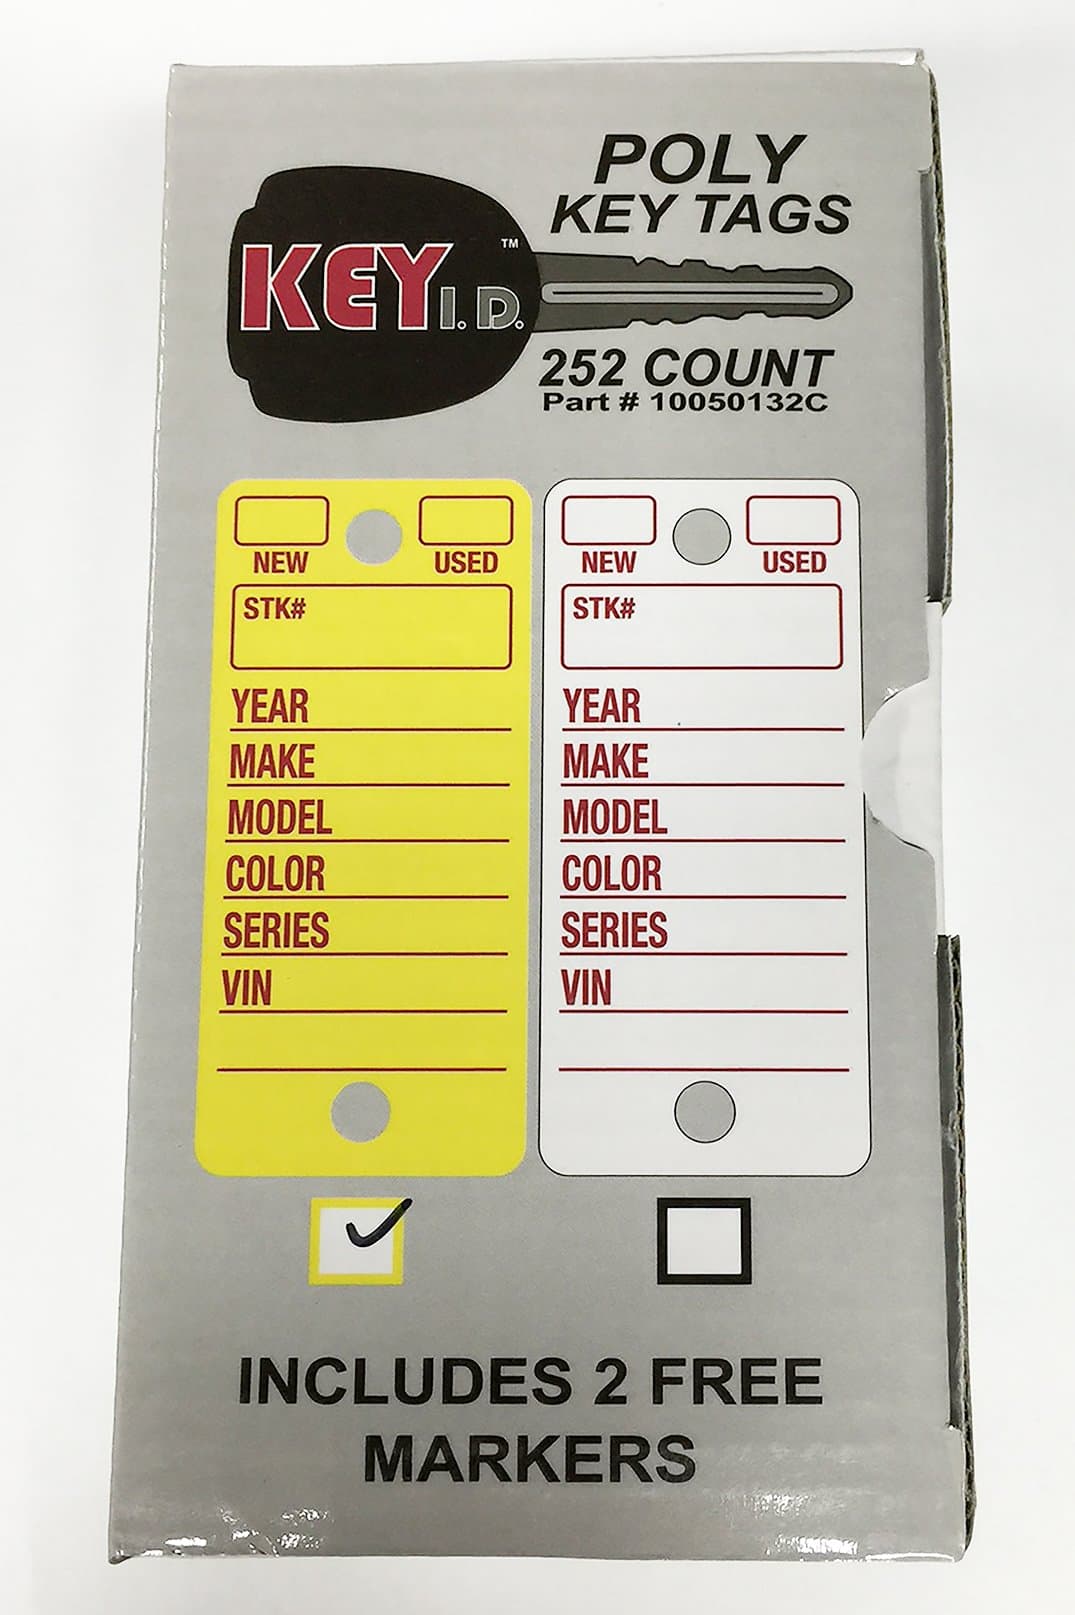 POLY
KEY TAGS
KEY I.D.™
252 COUNT
Part # 10050132C
NEW USED
STK#
YEAR
MAKE
MODEL
COLOR
SERIES
VIN
NEW USED
STK#
YEAR
MAKE
MODEL
COLOR
SERIES
VIN
INCLUDES 2 FREE
MARKERS